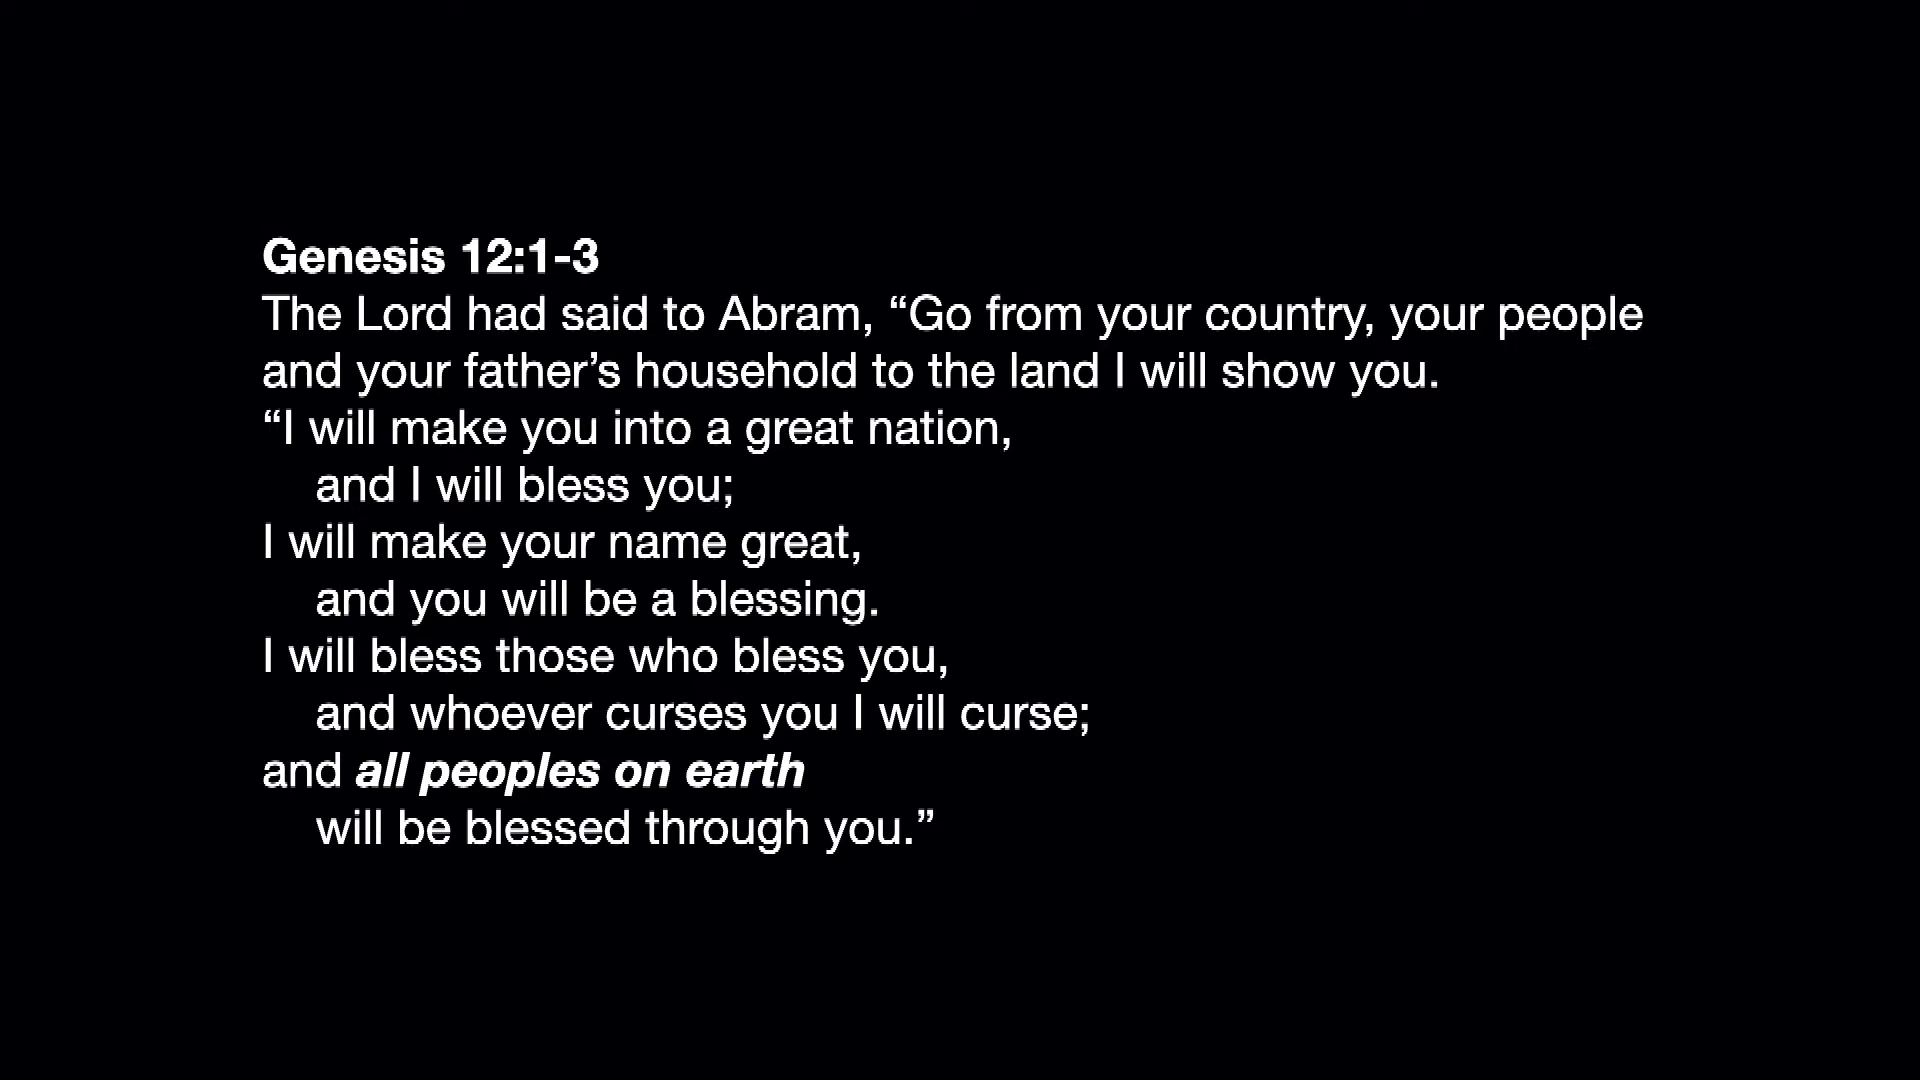 Genesis 12:1-3
The Lord had said to Abram, “Go from your country, your people
and your father’s household to the land I will show you.
“I will make you into a great nation,
and I will bless you;
I will make your name great,
and you will be a blessing.
I will bless those who bless you,
and whoever curses you I will curse;
and all peoples on earth
will be blessed through you.”